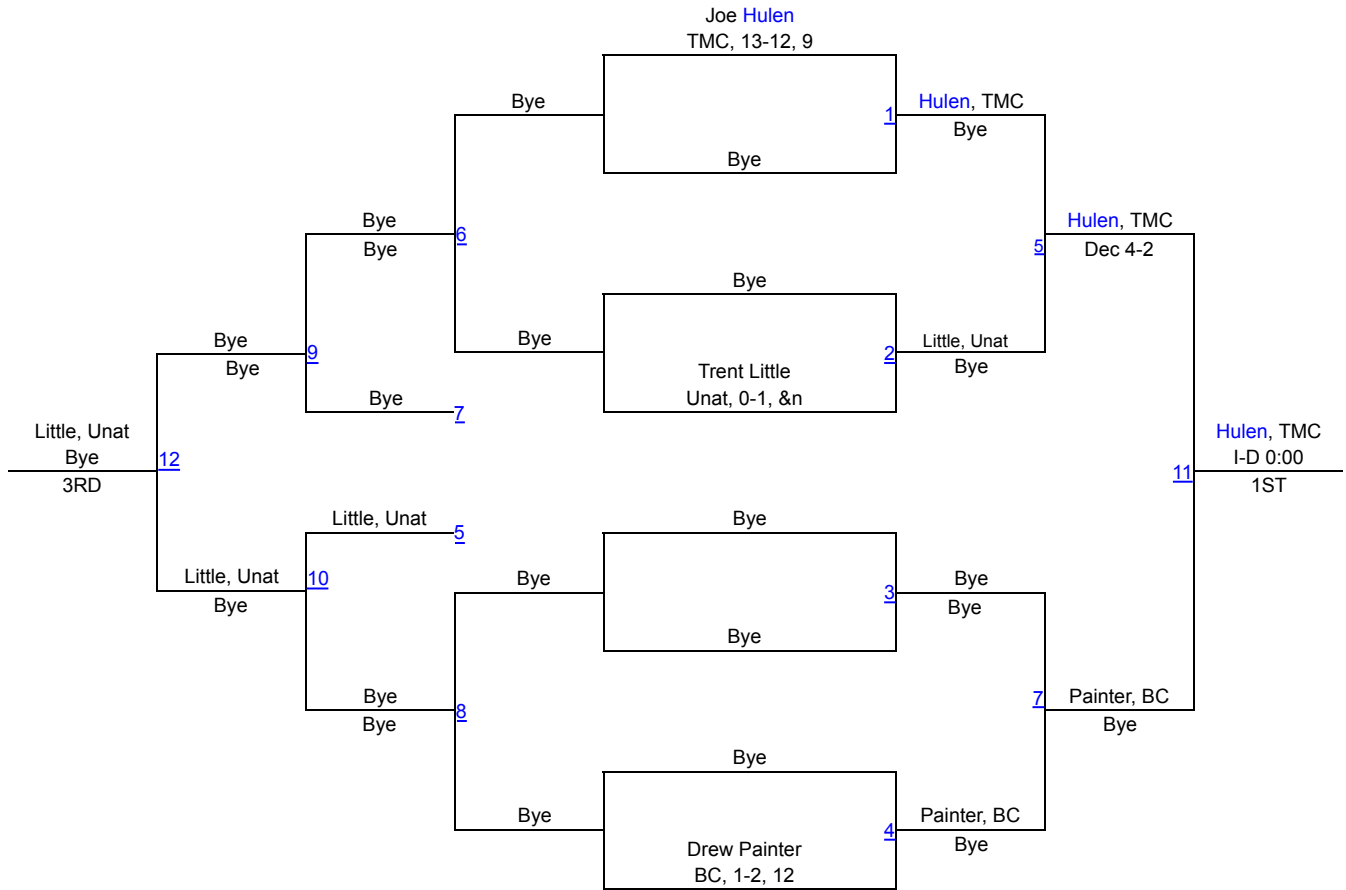 Joe Hulen
TMC, 13-12, 9
Bye
1
Hulen, TMC
Bye
Bye
Bye
Bye
6
Hulen, TMC
5
Dec 4-2
Bye
Bye
Bye
9
Bye
2
Little, Unat
Bye
Trent Little
Unat, 0-1, &n
Bye
7
Little, Unat
Bye
12
3RD
Hulen, TMC
I-D 0:00
11
1ST
Little, Unat
5
Bye
Little, Unat
10
Bye
Bye
3
Bye
Bye
Bye
Bye
8
Bye
7
Painter, BC
Bye
Bye
Bye
4
Painter, BC
Bye
Drew Painter
BC, 1-2, 12